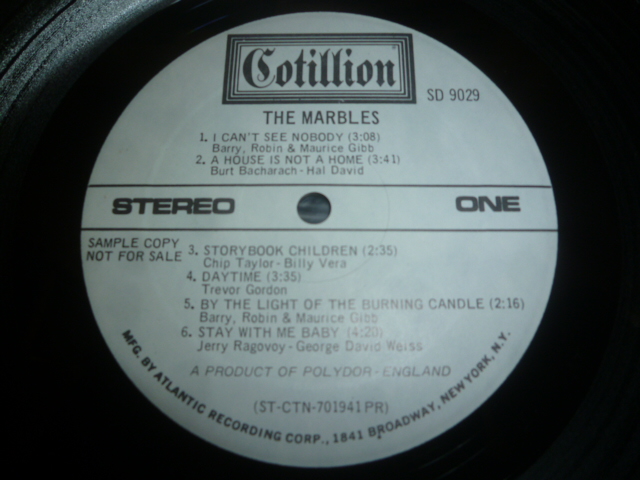 Cotillion
SD 9029
THE MARBLES
1. I CAN'T SEE NOBODY (3:08)
Barry, Robin & Maurice Gibb
2. A HOUSE IS NOT A HOME (3:41)
Burt Bacharach - Hal David
STEREO ONE
SAMPLE COPY
NOT FOR SALE
3. STORYBOOK CHILDREN (2:35)
Chip Taylor - Billy Vera
4. DAYTIME (3:35)
Trevor Gordon
5. BY THE LIGHT OF THE BURNING CANDLE (2:16)
Barry, Robin & Maurice Gibb
6. STAY WITH ME BABY (4:20)
Jerry Ragovoy - George David Weiss
A PRODUCT OF POLYDOR - ENGLAND
(ST-CTN-701941 PR)
MFG. BY ATLANTIC RECORDING CORP., 1841 BROADWAY, NEW YORK, N.Y.